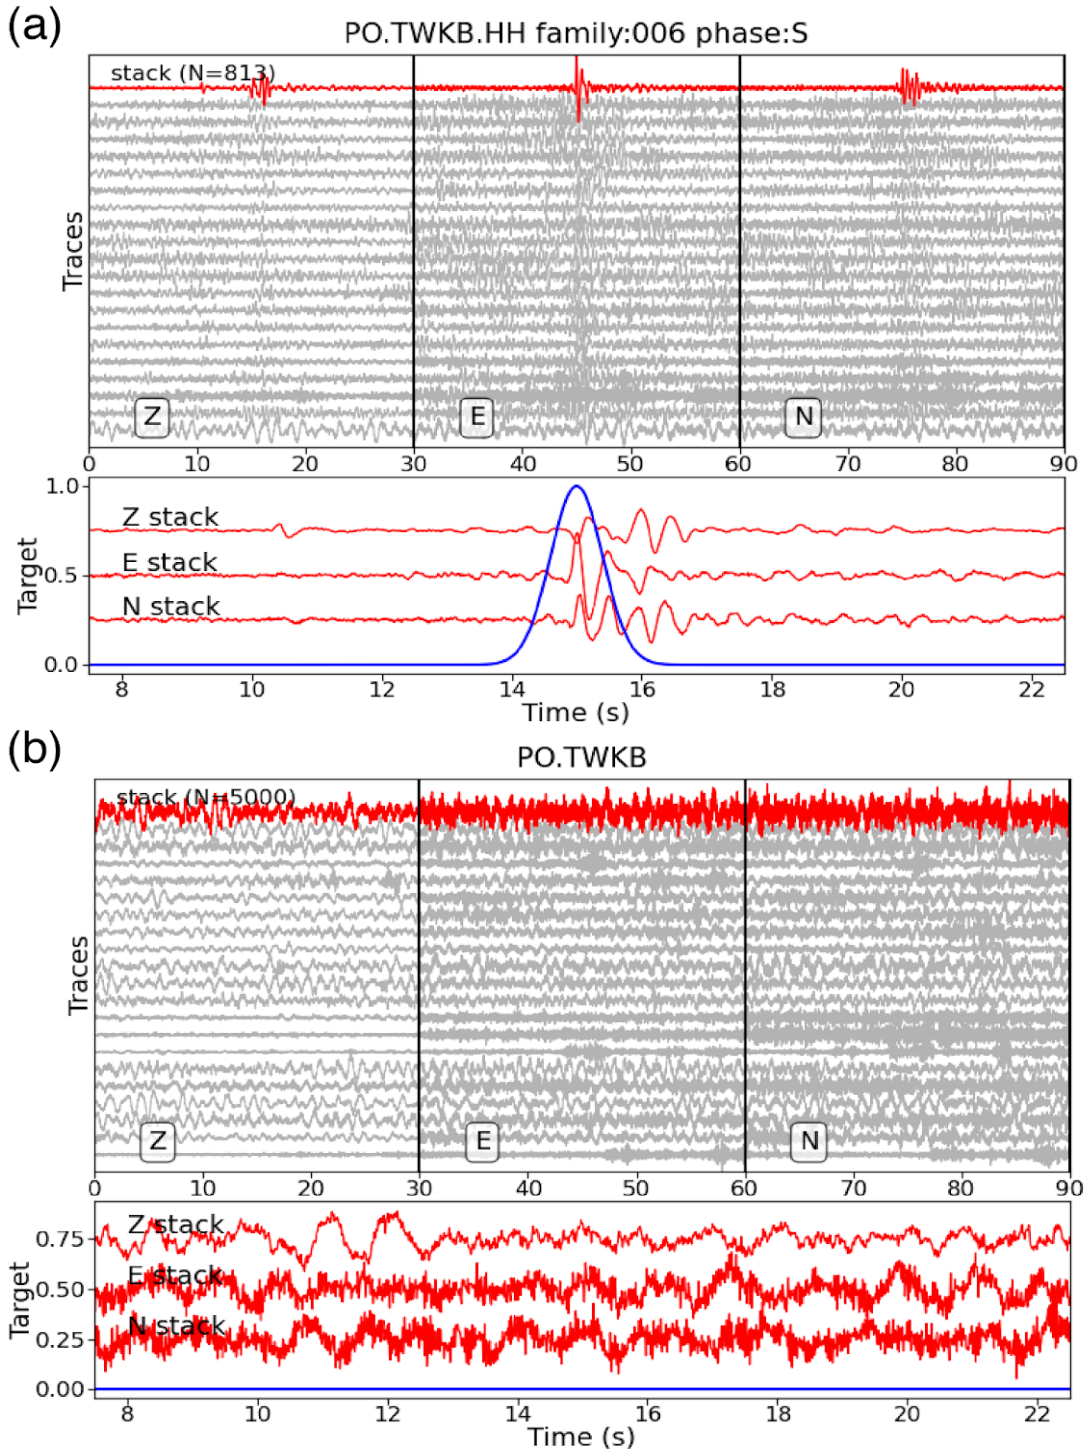 (a)
PO.TWKB.HH family:006 phase:S
stack (N=813)
Traces
Z
E
N
0 10 20 30 40 50 60 70 80 90
1.0
0.5
0.0
Target
Z stack
E stack
N stack
8 10 12 14 16 18 20 22
Time (s)
(b)
PO.TWKB
stack (N=5000)
Traces
Z
E
N
0 10 20 30 40 50 60 70 80 90
0.75
0.50
0.25
0.00
Target
Z stack
E stack
N stack
8 10 12 14 16 18 20 22
Time (s)